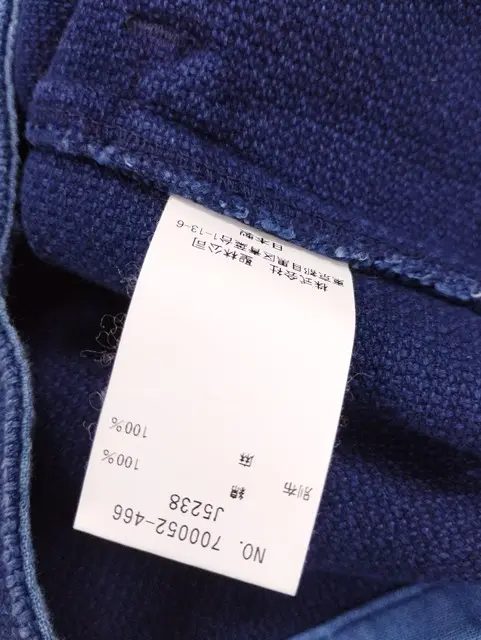 NO. 700052-466
J5238
綿 100%
別布 麻 100%
株式会社 聖林公司
東京都目黒区青葉台1-13-6
日本製